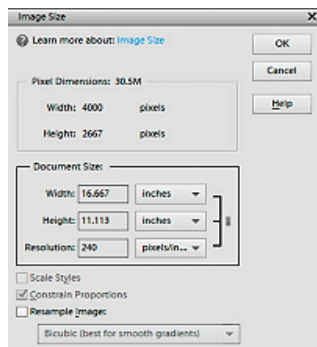 Image Size X
Learn more about: Image Size
OK
Cancel
Help
Pixel Dimensions: 30.5M
Width: 4000 pixels
Height: 2667 pixels
Document Size:
Width: 16.667 inches
Height: 11.113 inches
Resolution: 240 pixels/in...
Scale Styles
Constrain Proportions
Resample Image:
Bicubic (best for smooth gradients)